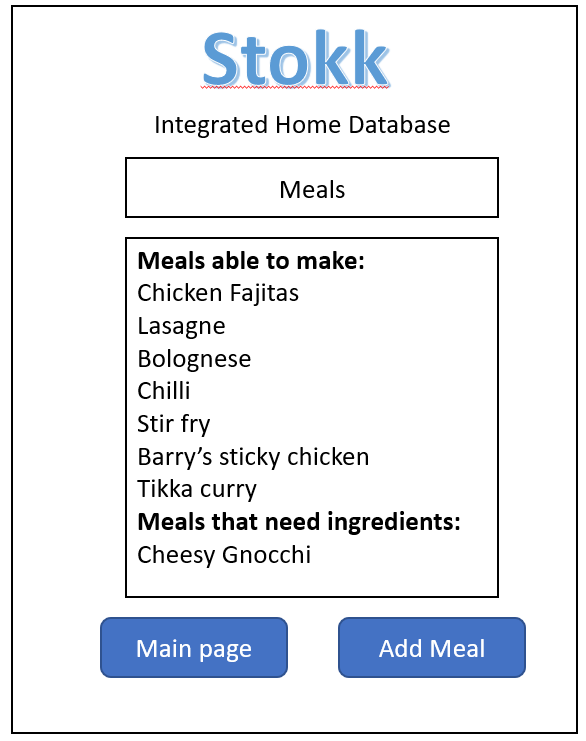 Stokk
Integrated Home Database
Meals
Meals able to make:
Chicken Fajitas
Lasagne
Bolognese
Chilli
Stir fry
Barry’s sticky chicken
Tikka curry
Meals that need ingredients:
Cheesy Gnocchi
Main page
Add Meal